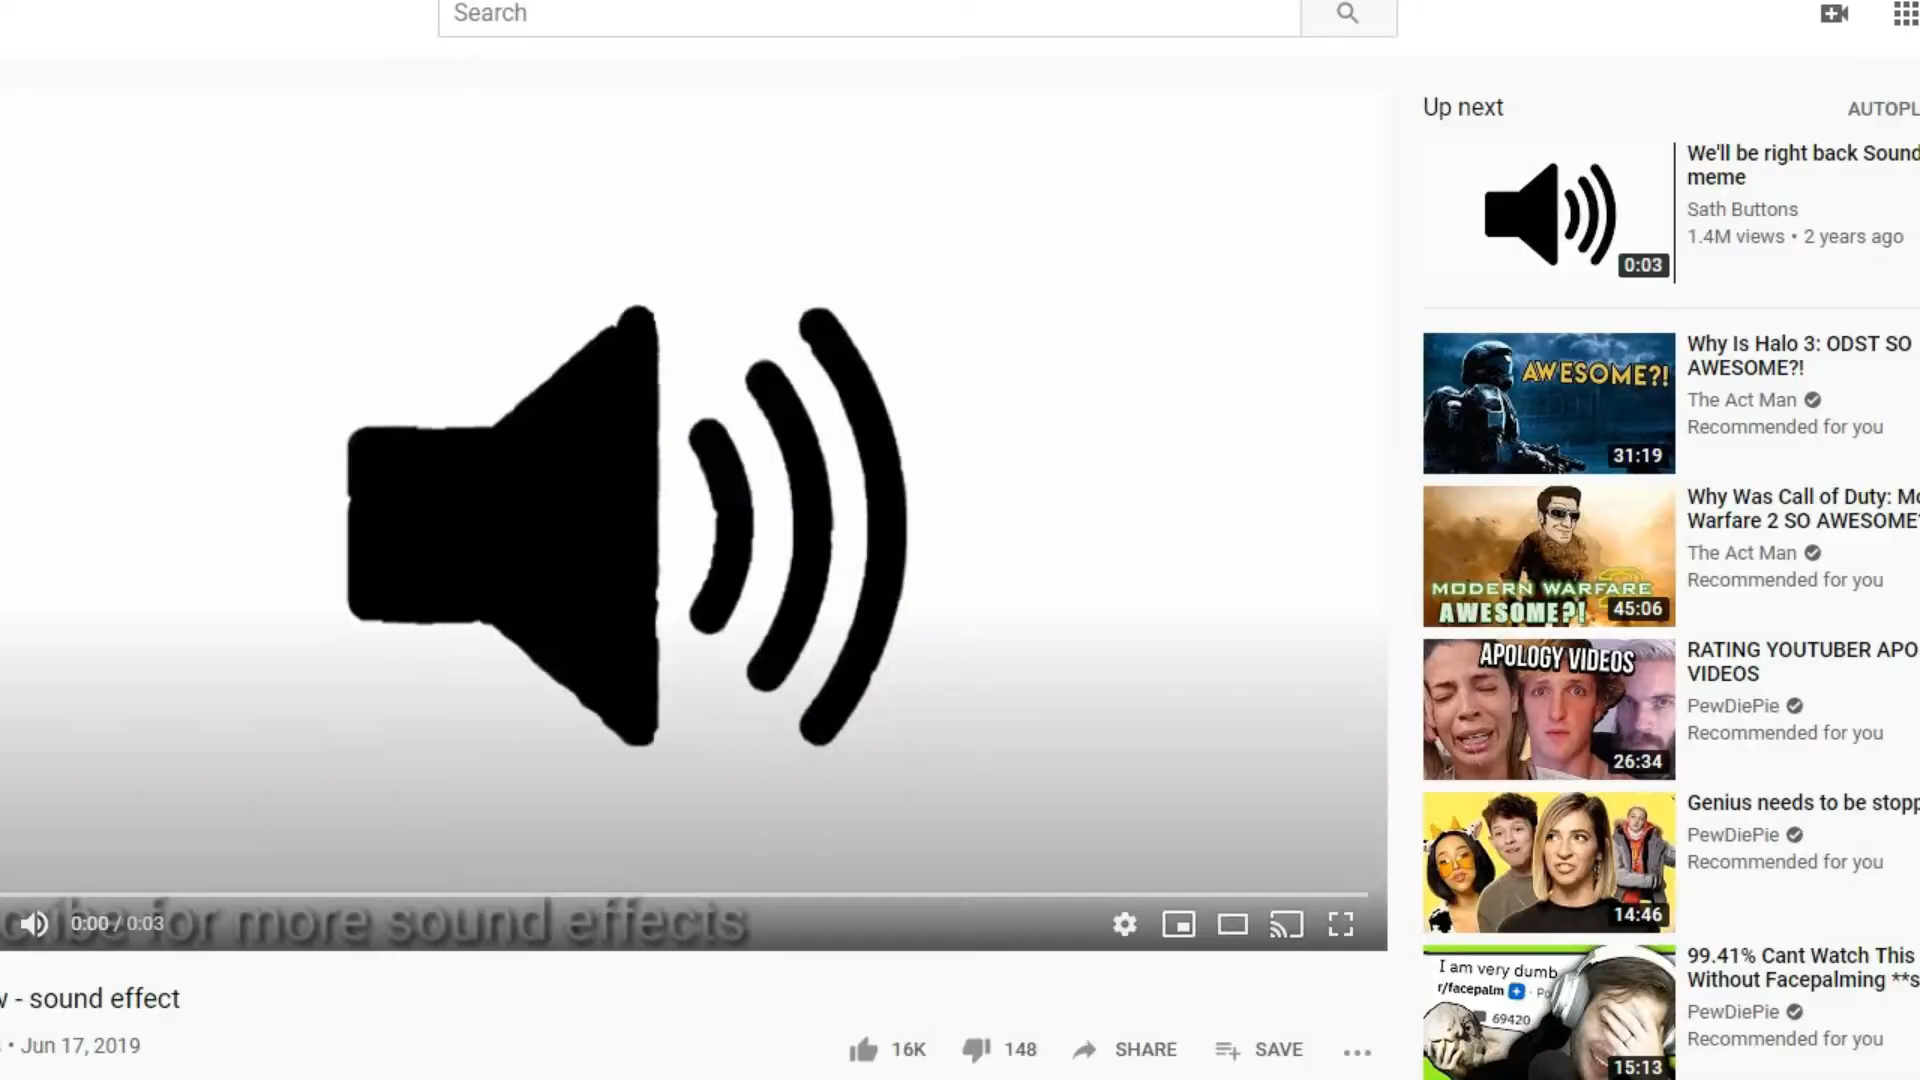 Search
Up next
AUTOPL
We'll be right back Sound
meme
Sath Buttons
1.4M views • 2 years ago
0:03
AWESOME?!
31:19
Why Is Halo 3: ODST SO
AWESOME?!
The Act Man
Recommended for you
MODERN WARFARE 2
AWESOME?!
45:06
Why Was Call of Duty: Mo
Warfare 2 SO AWESOME?
The Act Man
Recommended for you
APOLOGY VIDEOS
26:34
RATING YOUTUBER APO
VIDEOS
PewDiePie
Recommended for you
14:46
Genius needs to be stopp
PewDiePie
Recommended for you
I am very dumb
r/facepalm
69420
15:13
99.41% Cant Watch This
Without Facepalming **s
PewDiePie
Recommended for you
cribe for more sound effects
0:00 / 0:03
w - sound effect
• Jun 17, 2019
16K
148
SHARE
SAVE